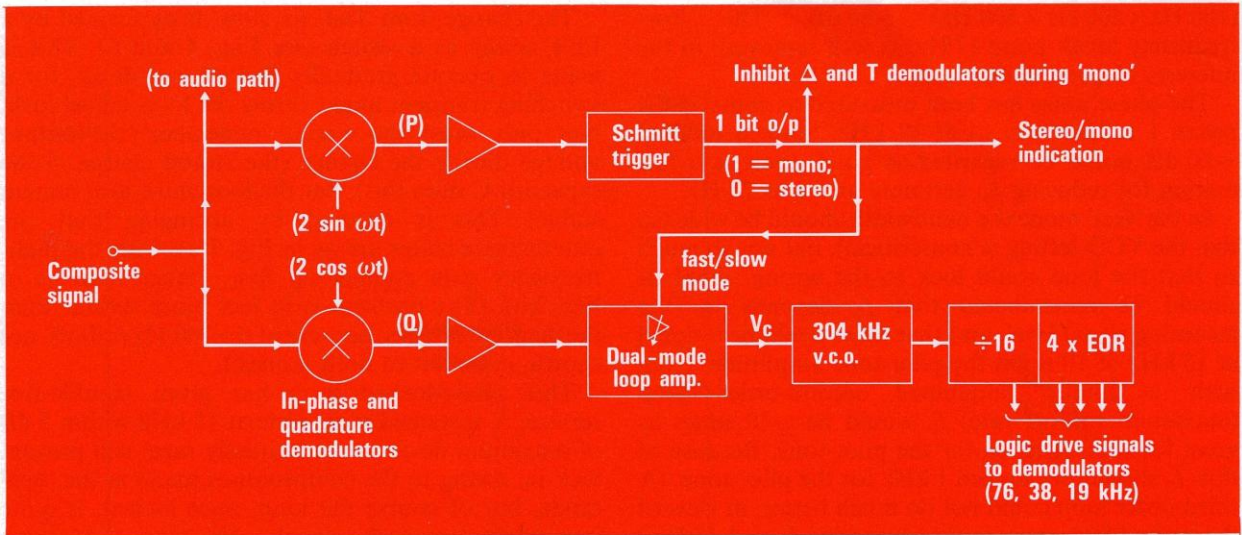 (to audio path)
Inhibit Δ and T demodulators during 'mono'
(P)
Schmitt
trigger
1 bit o/p
(1 = mono;
0 = stereo)
Stereo/mono
indication
(2 sin ωt)
Composite
signal
(2 cos ωt)
fast/slow
mode
(Q)
Dual-mode
loop amp.
Vc
304 kHz
v.c.o.
÷16
4 x EOR
In-phase and
quadrature
demodulators
Logic drive signals
to demodulators
(76, 38, 19 kHz)